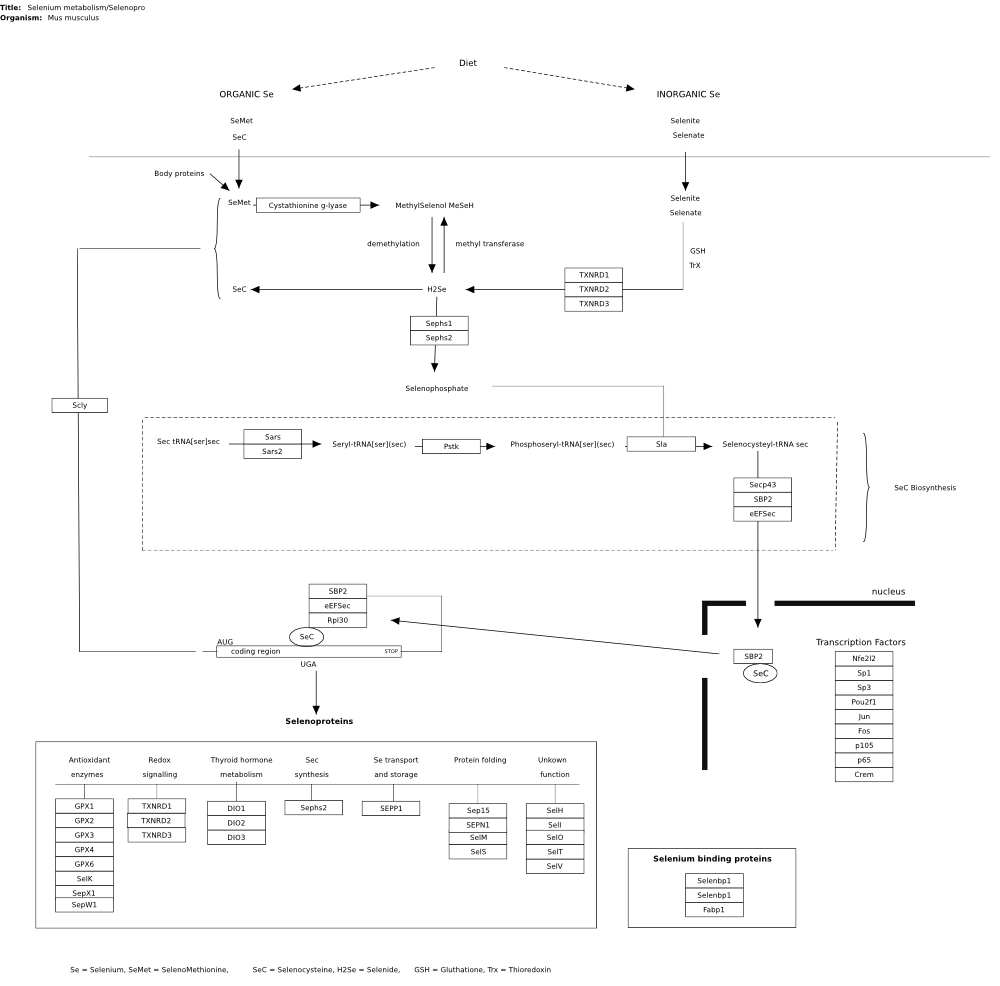 Title: Selenium metabolism/Selenopro
Organism: Mus musculus
Diet
ORGANIC Se
INORGANIC Se
SeMet
SeC
Selenite
Selenate
Body proteins
SeMet
Cystathionine g-lyase
MethylSelenol MeSeH
Selenite
Selenate
demethylation
methyl transferase
GSH
TrX
SeC
H2Se
TXNRD1
TXNRD2
TXNRD3
Sephs1
Sephs2
Selenophosphate
Scly
Sec tRNA[ser]sec
Sars
Sars2
Seryl-tRNA[ser](sec)
Pstk
Phosphoseryl-tRNA[ser](sec)
Sla
Selenocysteyl-tRNA sec
Secp43
SBP2
eEFSec
SeC Biosynthesis
SBP2
eEFSec
Rpl30
SeC
AUG
coding region
STOP
UGA
nucleus
SBP2
SeC
Transcription Factors
Nfe2l2
Sp1
Sp3
Pou2f1
Jun
Fos
p105
p65
Crem
Selenoproteins
Antioxidant
enzymes
GPX1
GPX2
GPX3
GPX4
GPX6
SelK
SepX1
SepW1
Redox
signalling
TXNRD1
TXNRD2
TXNRD3
Thyroid hormone
metabolism
DIO1
DIO2
DIO3
Sec
synthesis
Sephs2
Se transport
and storage
SEPP1
Protein folding
Sep15
SEPN1
SelM
SelS
Unkown
function
SelH
SelI
SelO
SelT
SelV
Selenium binding proteins
Selenbp1
Selenbp1
Fabp1
Se = Selenium, SeMet = SelenoMethionine, SeC = Selenocysteine, H2Se = Selenide, GSH = Gluthatione, Trx = Thioredoxin